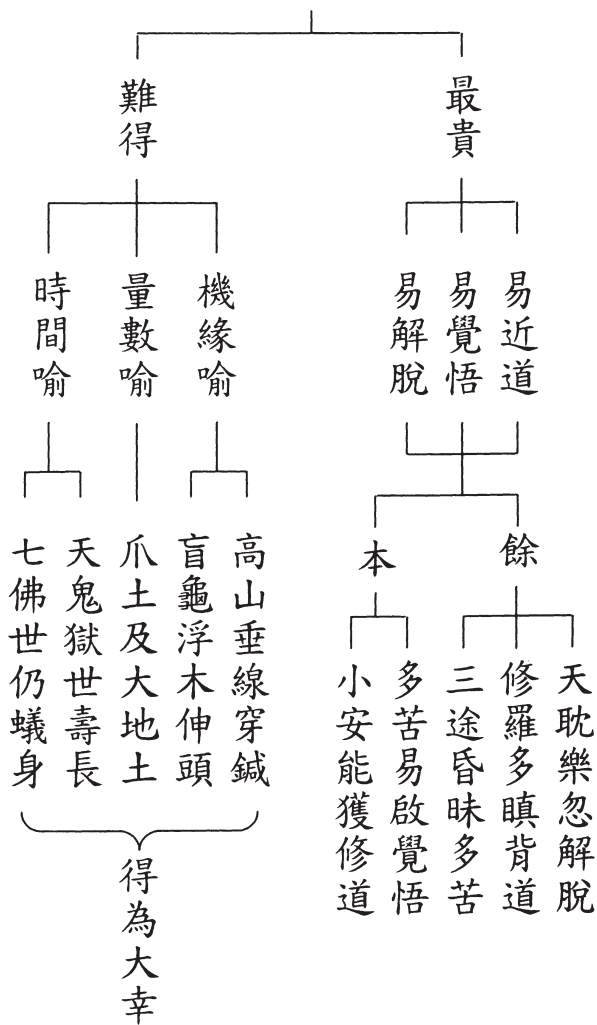 最貴
難得
易近道
易覺悟
易解脫
機緣喻
量數喻
時間喻
餘
本
天耽樂忽解脫
修羅多瞋背道
三途昏昧多苦
多苦易啟覺悟
小安能獲修道
高山垂線穿鍼
盲龜浮木伸頭
爪土及大地土
天鬼獄世壽長
七佛世仍蟻身
得為大幸